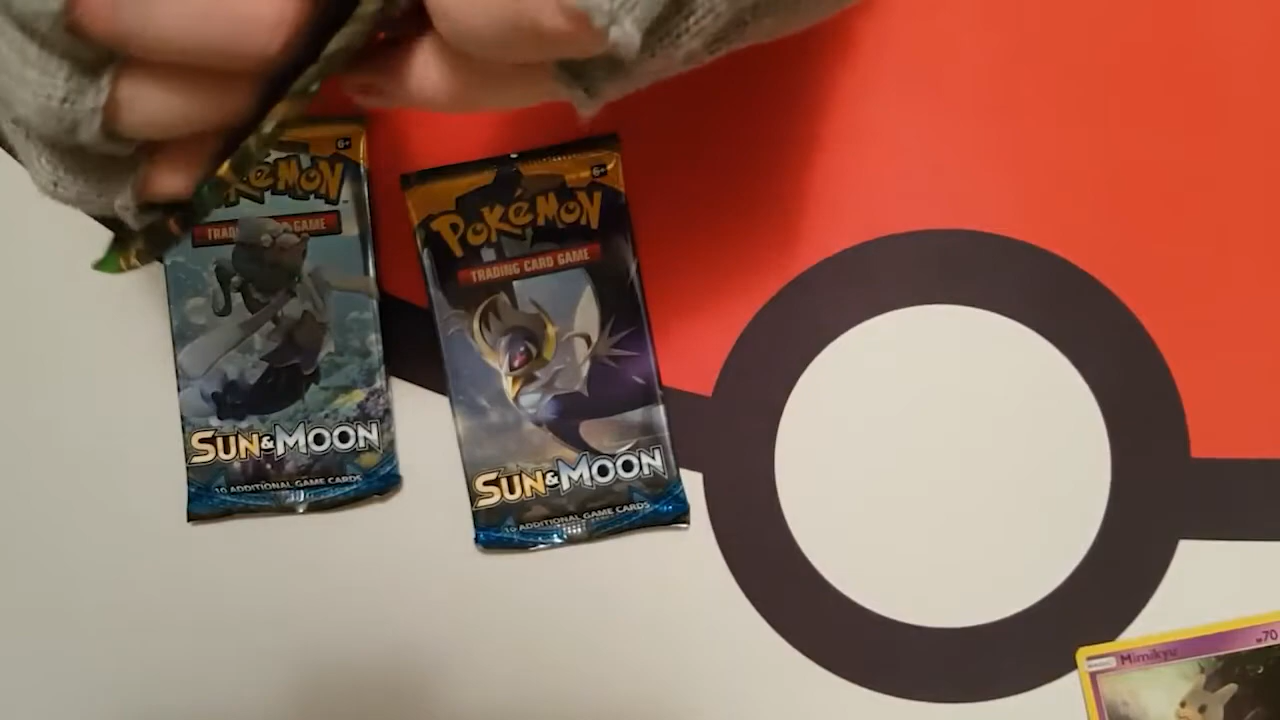 6+
POKéMON
TRADING CARD GAME
SUN & MOON
10 ADDITIONAL GAME CARDS
6+
POKéMON
TRADING CARD GAME
SUN & MOON
10 ADDITIONAL GAME CARDS
Mimikyu
HP70